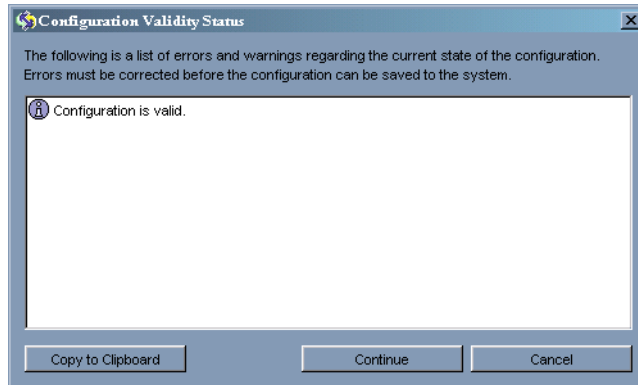 Configuration Validity Status
The following is a list of errors and warnings regarding the current state of the configuration.
Errors must be corrected before the configuration can be saved to the system.
Configuration is valid.
Copy to Clipboard
Continue
Cancel